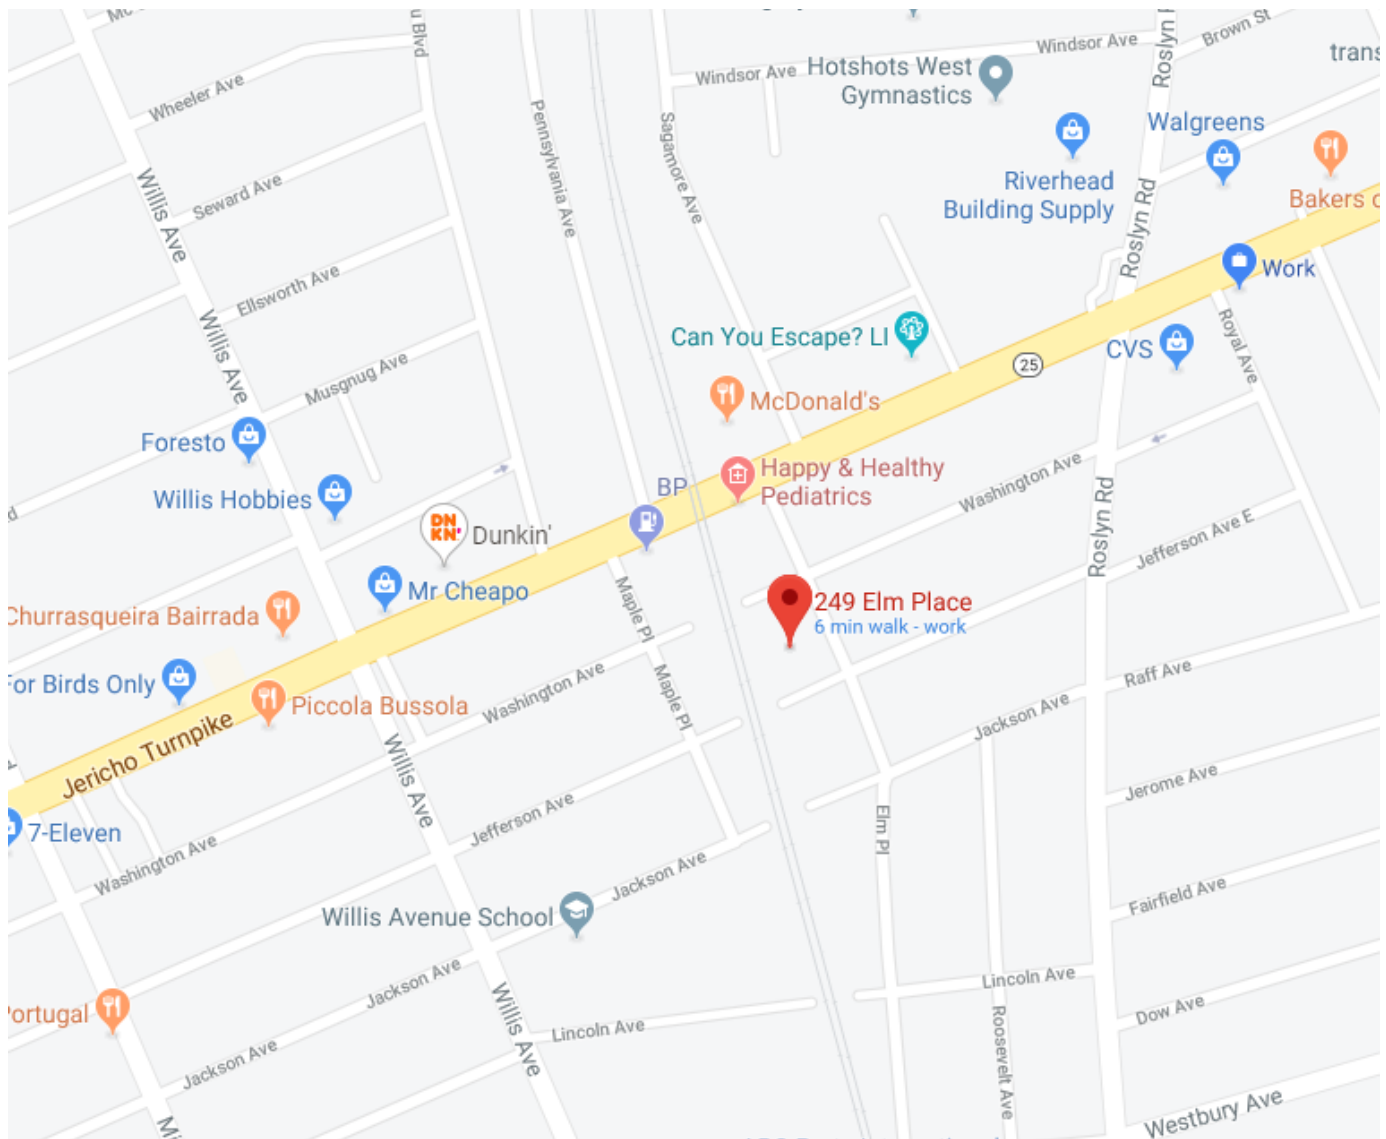 Wheeler Ave
Blvd
Windsor Ave
Windsor Ave
Brown St
Roslyn
Hotshots West
Gymnastics
Pennsylvania Ave
Sagamore Ave
Walgreens
Riverhead
Building Supply
Bakers
Roslyn Rd
Willis Ave
Seward Ave
Ellsworth Ave
Work
Willis Ave
Can You Escape? LI
25
CVS
Royal Ave
Musgnug Ave
McDonald's
Foresto
Willis Hobbies
BP
Happy & Healthy
Pediatrics
Washington Ave
Roslyn Rd
Jefferson Ave E
DN
KN'
Dunkin'
Mr Cheapo
Churrasqueira Bairrada
Maple Pl
249 Elm Place
6 min walk - work
For Birds Only
Piccola Bussola
Washington Ave
Maple Pl
Raff Ave
Jackson Ave
Jericho Turnpike
Willis Ave
Jerome Ave
7-Eleven
Washington Ave
Jefferson Ave
Elm Pl
Jackson Ave
Fairfield Ave
Willis Avenue School
Jackson Ave
Lincoln Ave
Portugal
Willis Ave
Lincoln Ave
Dow Ave
Roosevelt Ave
Jackson Ave
Westbury Ave